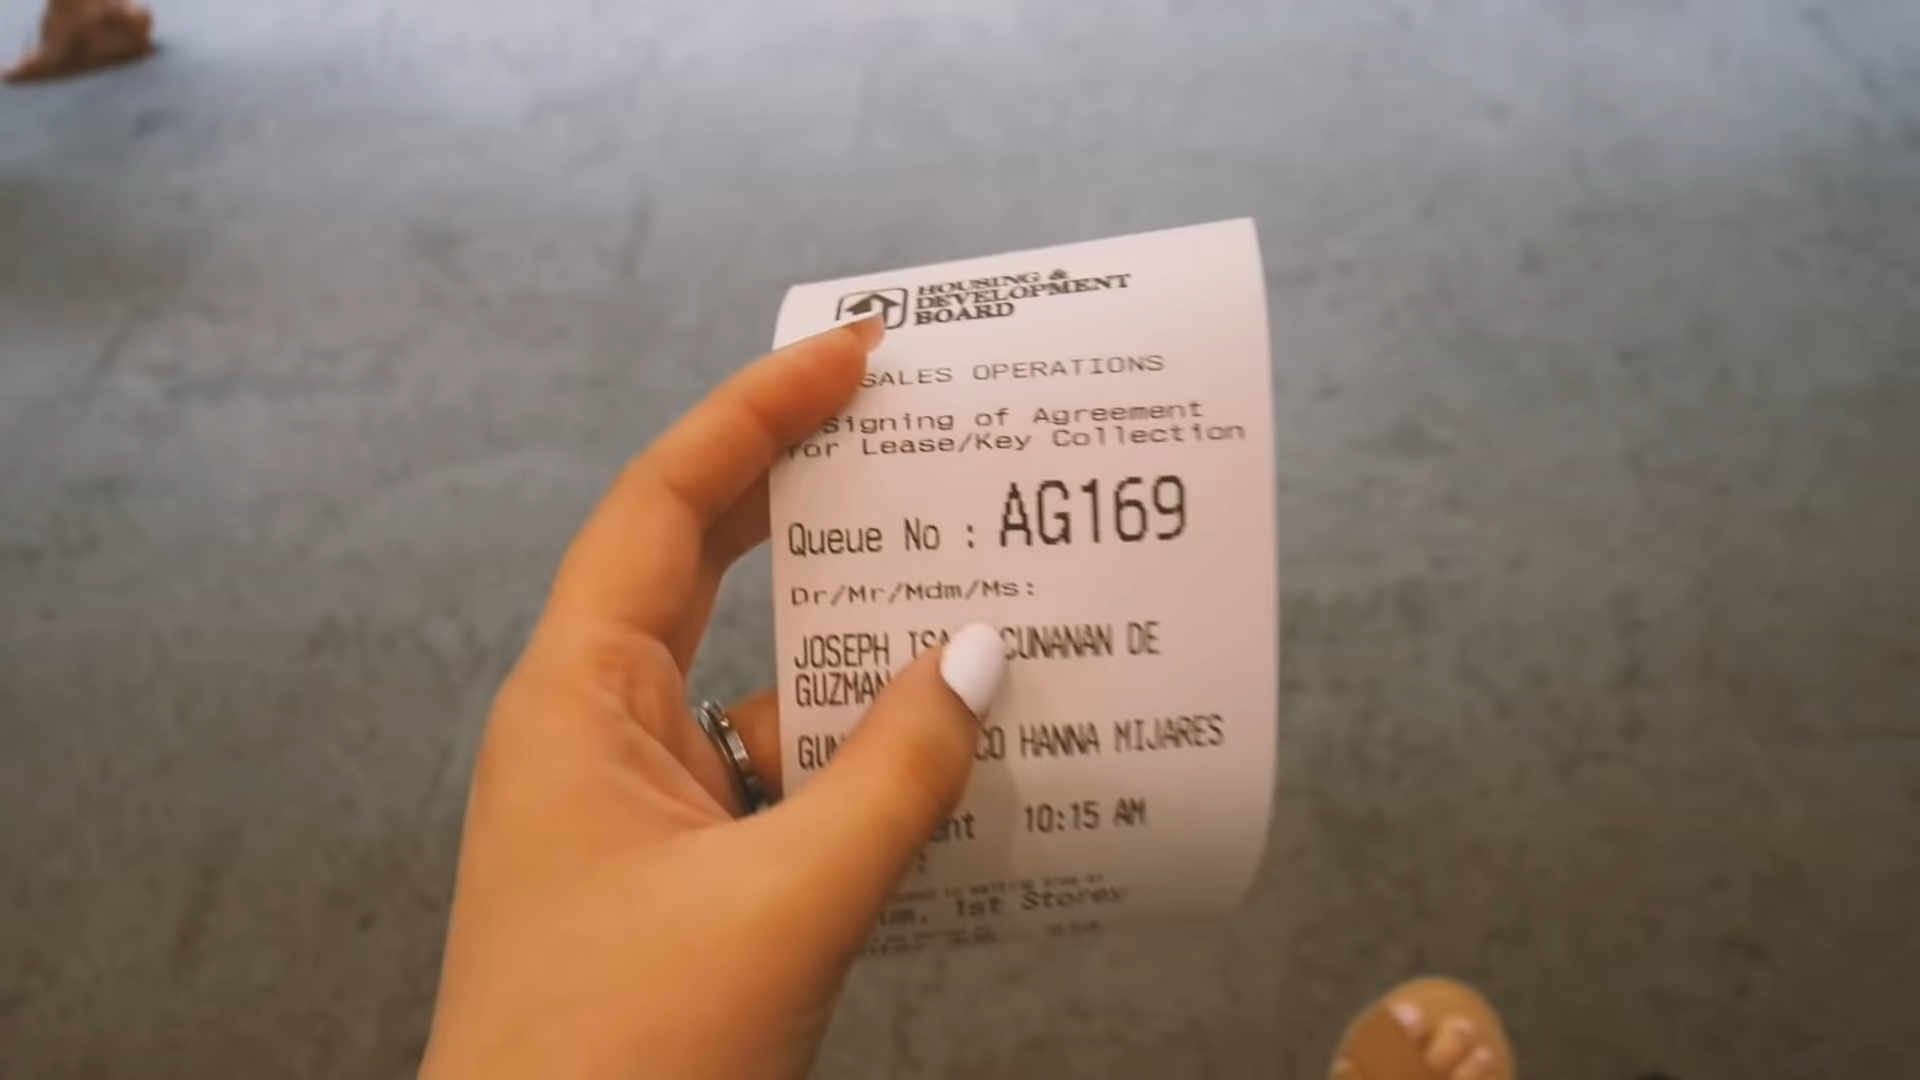 HOUSING &
DEVELOPMENT
BOARD
SALES OPERATIONS
Signing of Agreement
for Lease/Key Collection
Queue No : AG169
Dr/Mr/Mdm/Ms:
JOSEPH CUNANAN DE
GUZMAN
HANNA MIJARES
10:15 AM
1st Storey